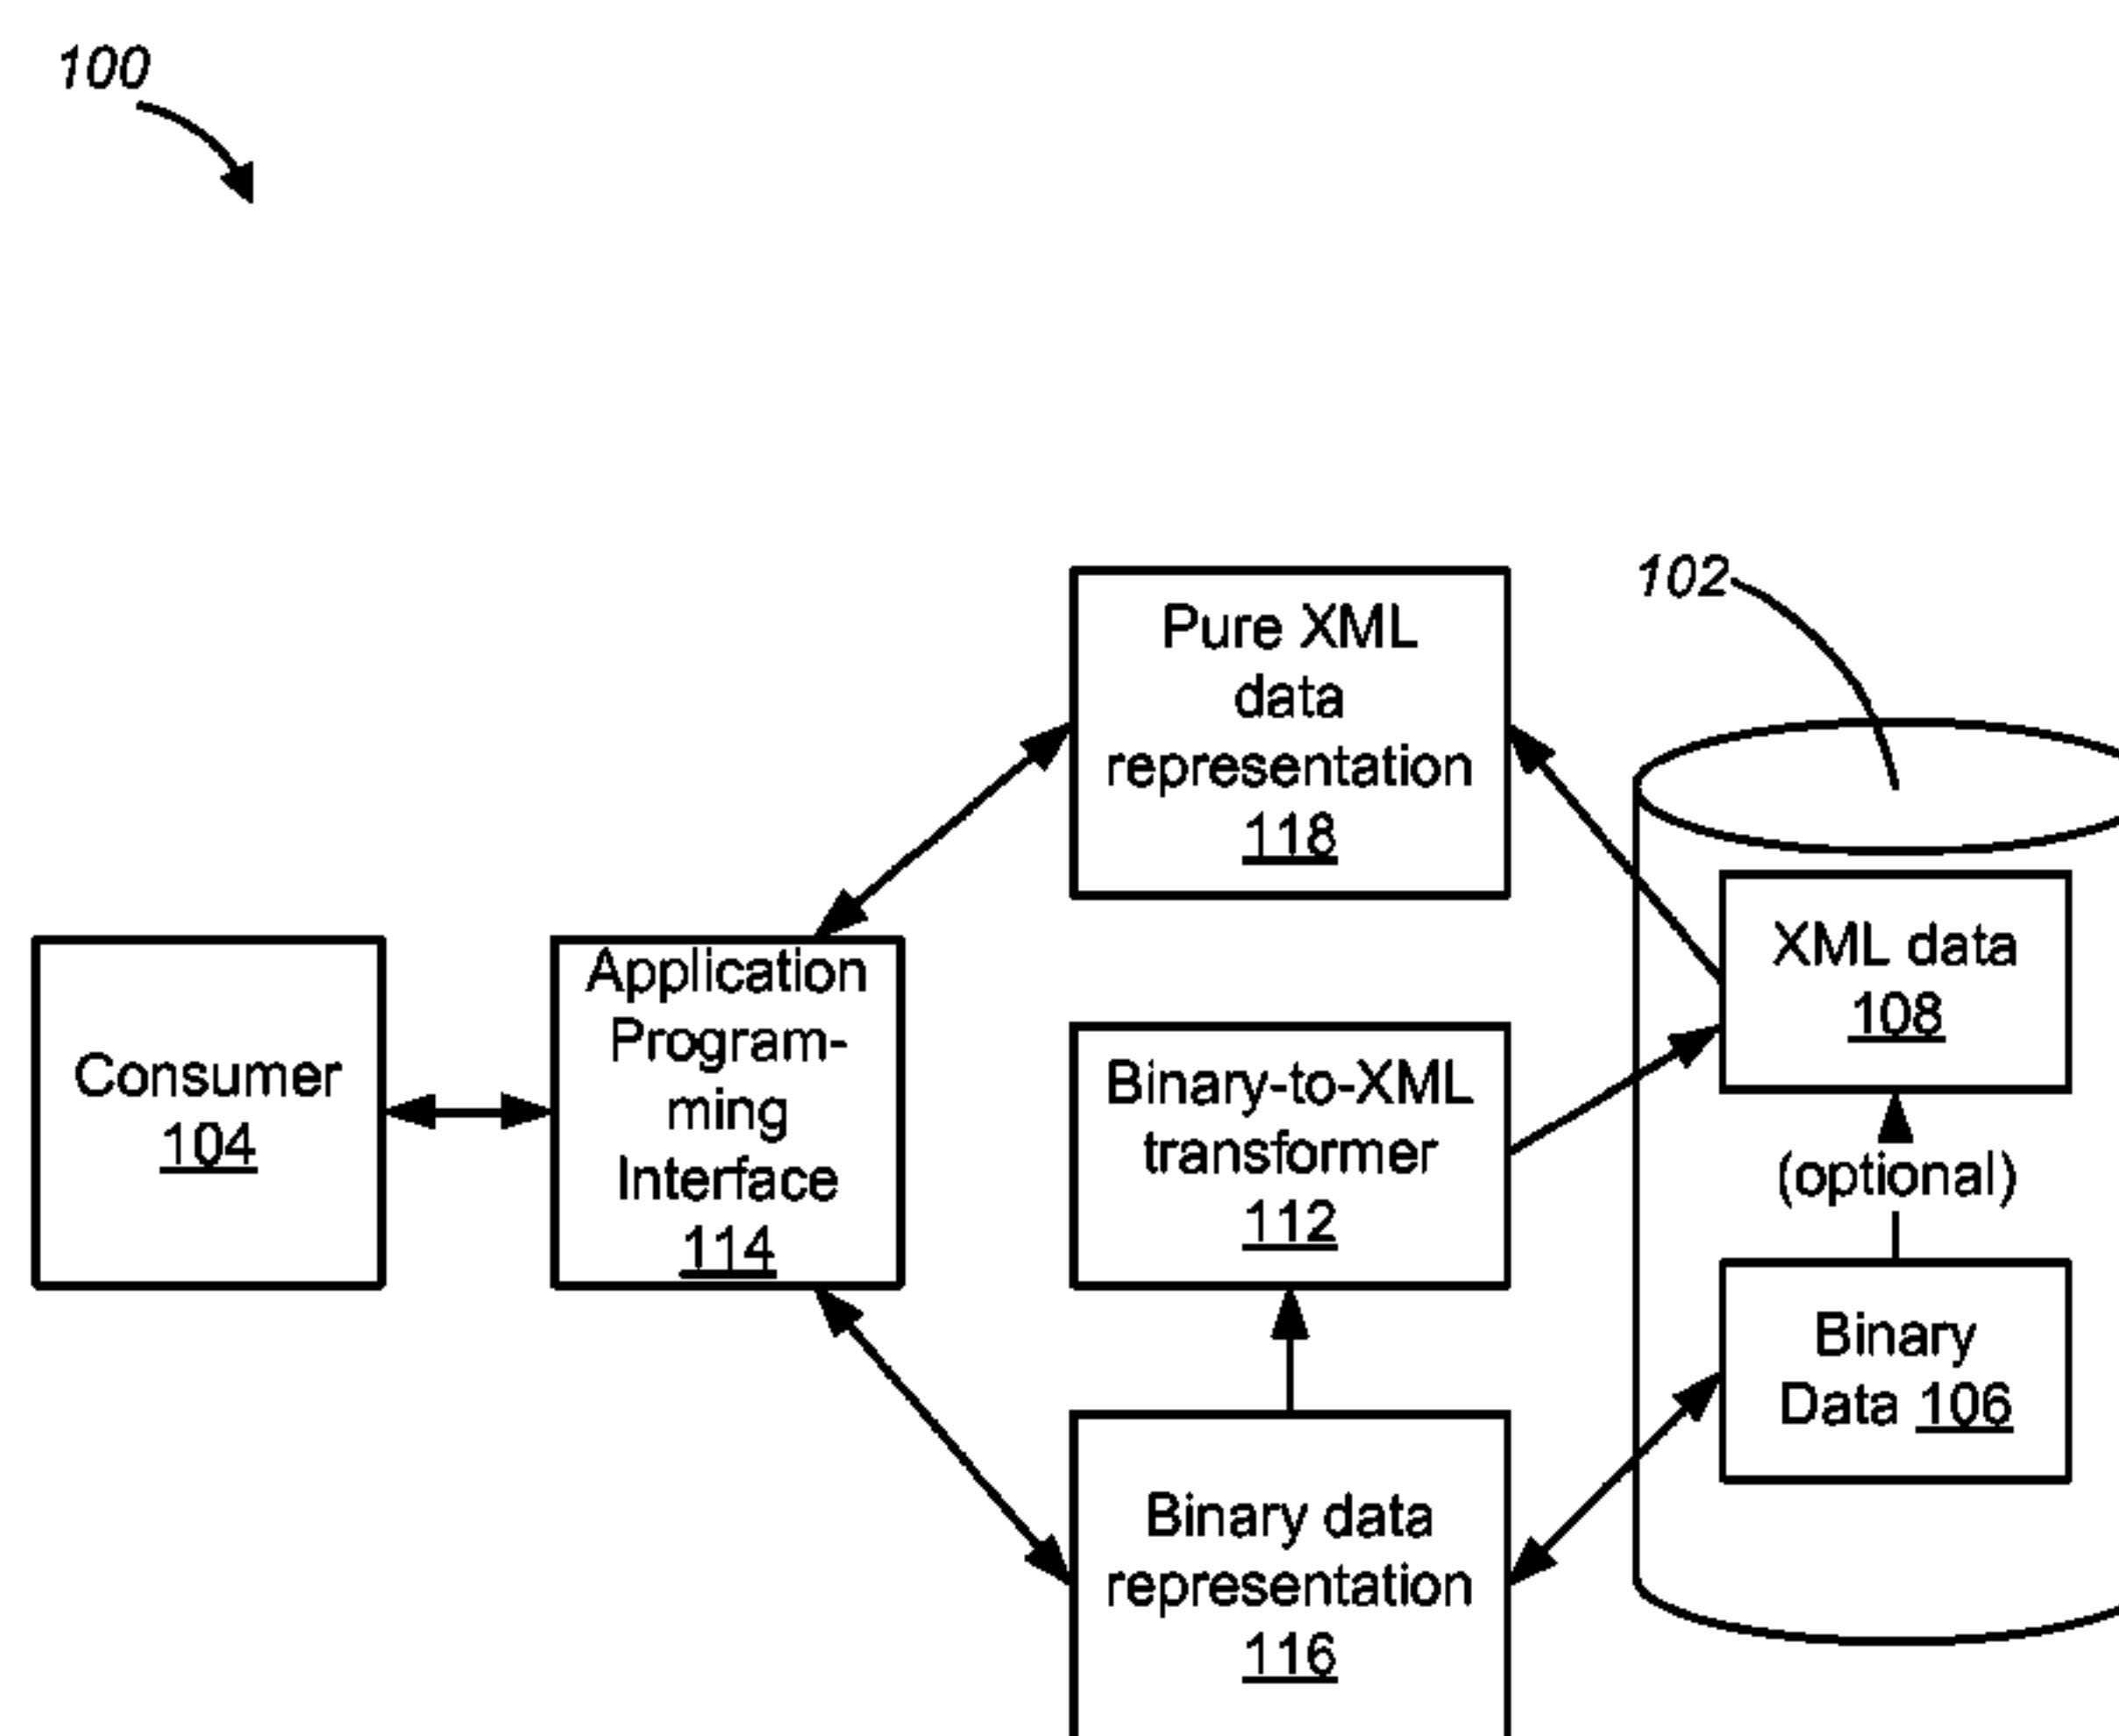 100
102
Pure XML
data
representation
118
XML data
108
Application
Program-
ming
Interface
114
Consumer
104
Binary-to-XML
transformer
112
(optional)
Binary
Data 106
Binary data
representation
116